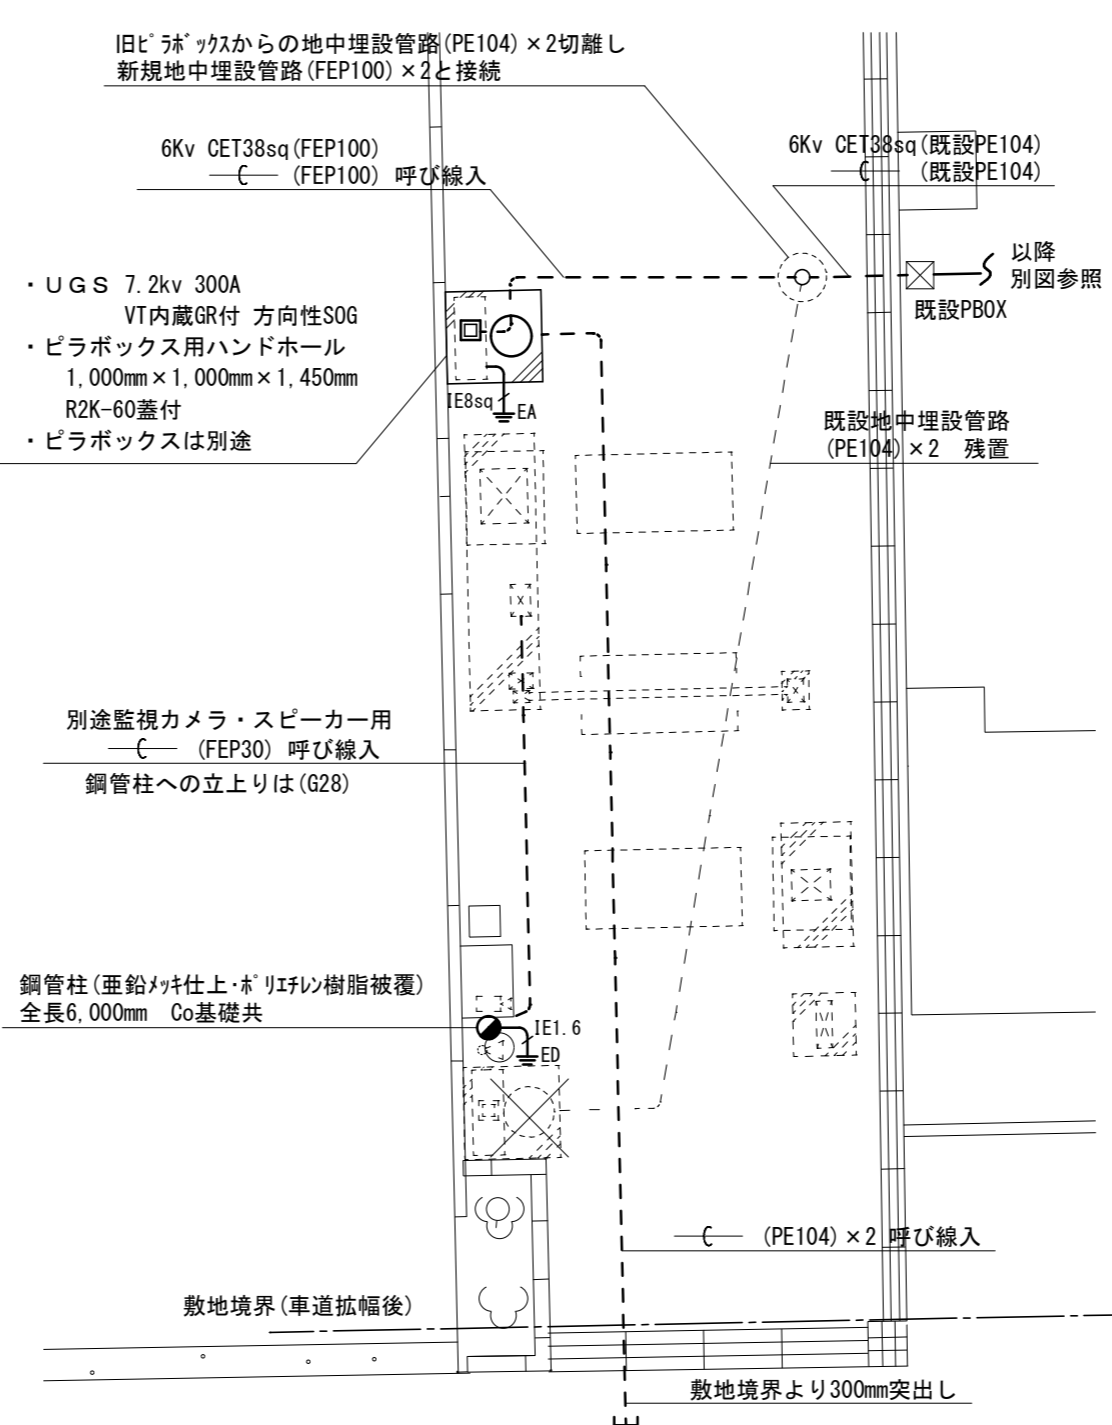 旧ﾋﾟﾗﾎﾞｯｸｽからの地中埋設管路(PE104)×2切離し
新規地中埋設管路(FEP100)×2と接続
6Kv CET38sq(FEP100)
(FEP100) 呼び線入
6Kv CET38sq(既設PE104)
(既設PE104)
以降
別図参照
既設PBOX
・UGS 7.2kv 300A
VT内蔵GR付 方向性SOG
・ピラボックス用ハンドホール
1,000mm×1,000mm×1,450mm
R2K-60蓋付
・ピラボックスは別途
IE8sq
EA
既設地中埋設管路
(PE104)×2 残置
別途監視カメラ・スピーカー用
(FEP30) 呼び線入
鋼管柱への立上りは(G28)
鋼管柱(亜鉛ﾒｯｷ仕上・ﾎﾟﾘｴﾁﾚﾝ樹脂被覆)
全長6,000mm Co基礎共
IE1.6
ED
(PE104)×2 呼び線入
敷地境界(車道拡幅後)
敷地境界より300mm突出し